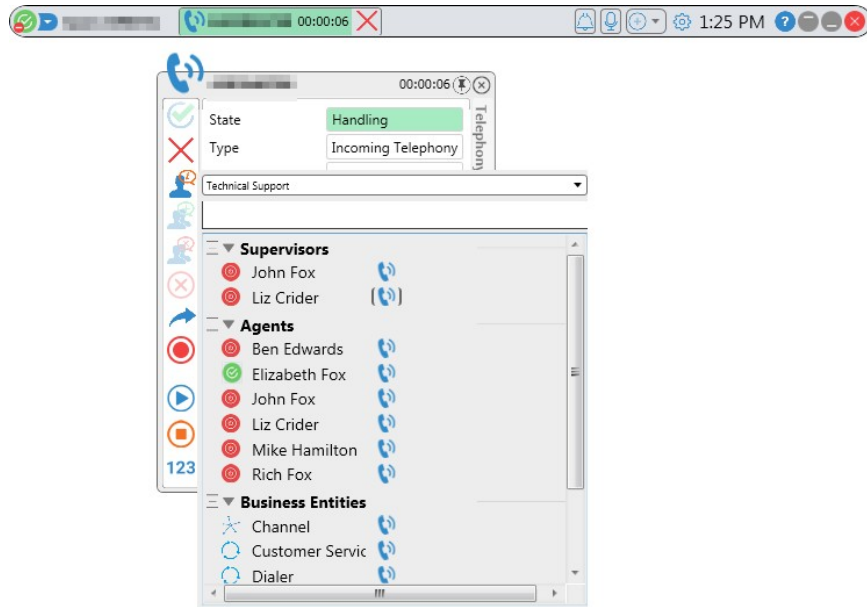 00:00:06
1:25 PM
00:00:06
State Handling
Type Incoming Telephony
Telephony
Technical Support
Supervisors
John Fox
Liz Crider
Agents
Ben Edwards
Elizabeth Fox
John Fox
Liz Crider
Mike Hamilton
Rich Fox
123
Business Entities
Channel
Customer Servic
Dialer